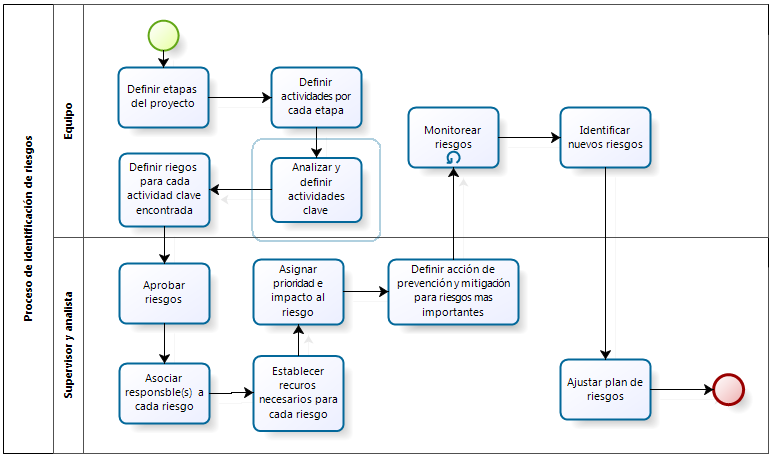 Proceso de identificación de riesgos
Equipo
Definir etapas
del proyecto
Definir
actividades por
cada etapa
Analizar y
definir
actividades
clave
Definir riegos
para cada
actividad clave
encontrada
Monitorear
riesgos
Identificar
nuevos riesgos
Supervisor y analista
Aprobar
riesgos
Asociar
responsble(s) a
cada riesgo
Establecer
recuros
necesarios para
cada riesgo
Asignar
prioridad e
impacto al
riesgo
Definir acción de
prevención y mitigación
para riesgos mas
importantes
Ajustar plan de
riesgos